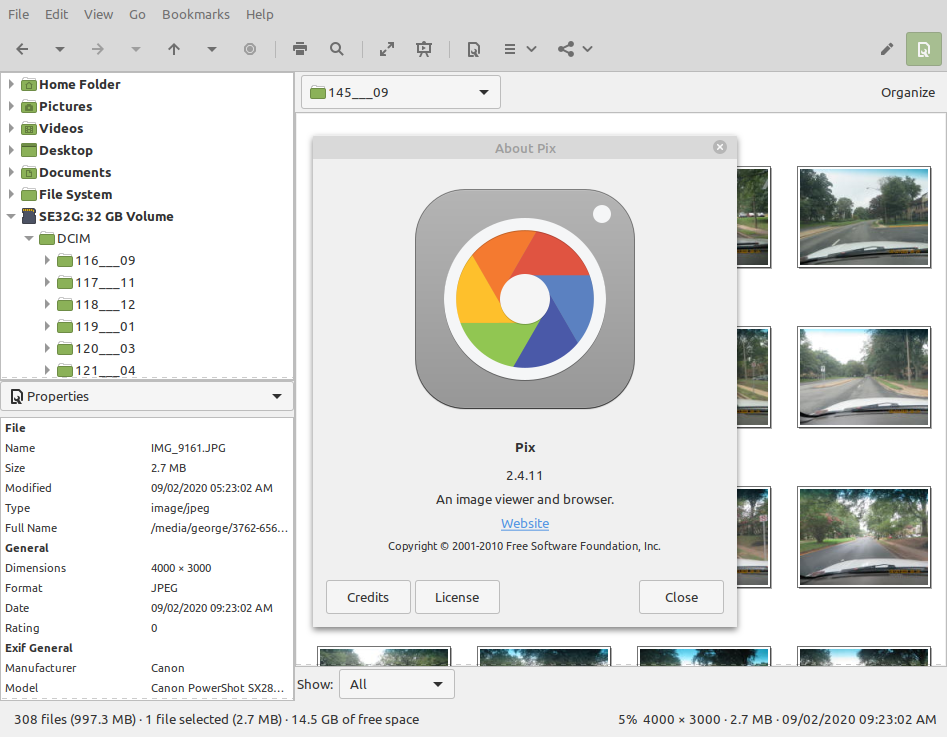 File Edit View Go Bookmarks Help
145___09
Organize
Home Folder
Pictures
Videos
Desktop
Documents
File System
SE32G: 32 GB Volume
DCIM
116___09
117___11
118___12
119___01
120___03
121___04
Properties
File
Name IMG_9161.JPG
Size 2.7 MB
Modified 09/02/2020 05:23:02 AM
Type image/jpeg
Full Name /media/george/3762-656...
General
Dimensions 4000 × 3000
Format JPEG
Date 09/02/2020 09:23:02 AM
Rating 0
Exif General
Manufacturer Canon
Model Canon PowerShot SX28...
About Pix
Pix
2.4.11
An image viewer and browser.
Website
Copyright © 2001-2010 Free Software Foundation, Inc.
Credits License Close
Show: All
308 files (997.3 MB) · 1 file selected (2.7 MB) · 14.5 GB of free space
5% 4000 × 3000 · 2.7 MB · 09/02/2020 09:23:02 AM